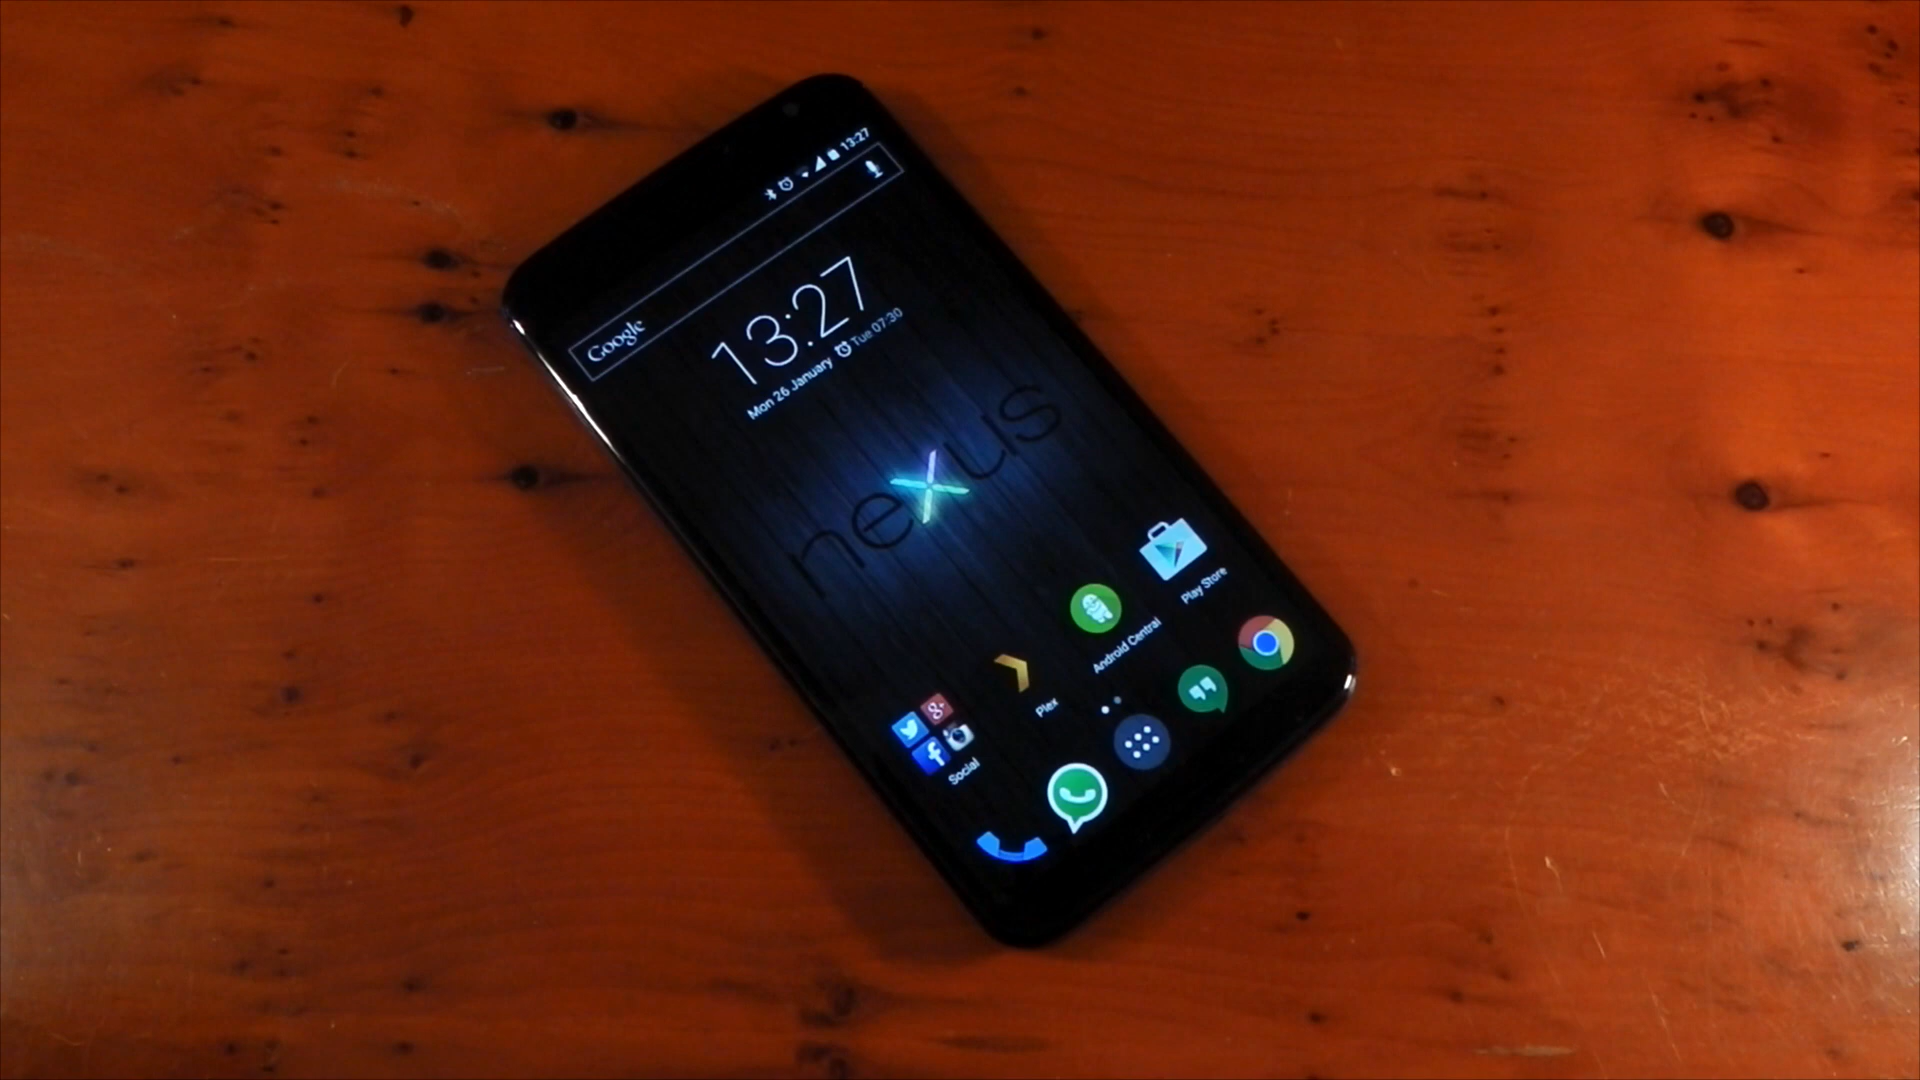 13:27
Google
13:27
Mon 26 January Tue 07:30
nexus
Play Store
Android Central
Plex
g+
f
Social